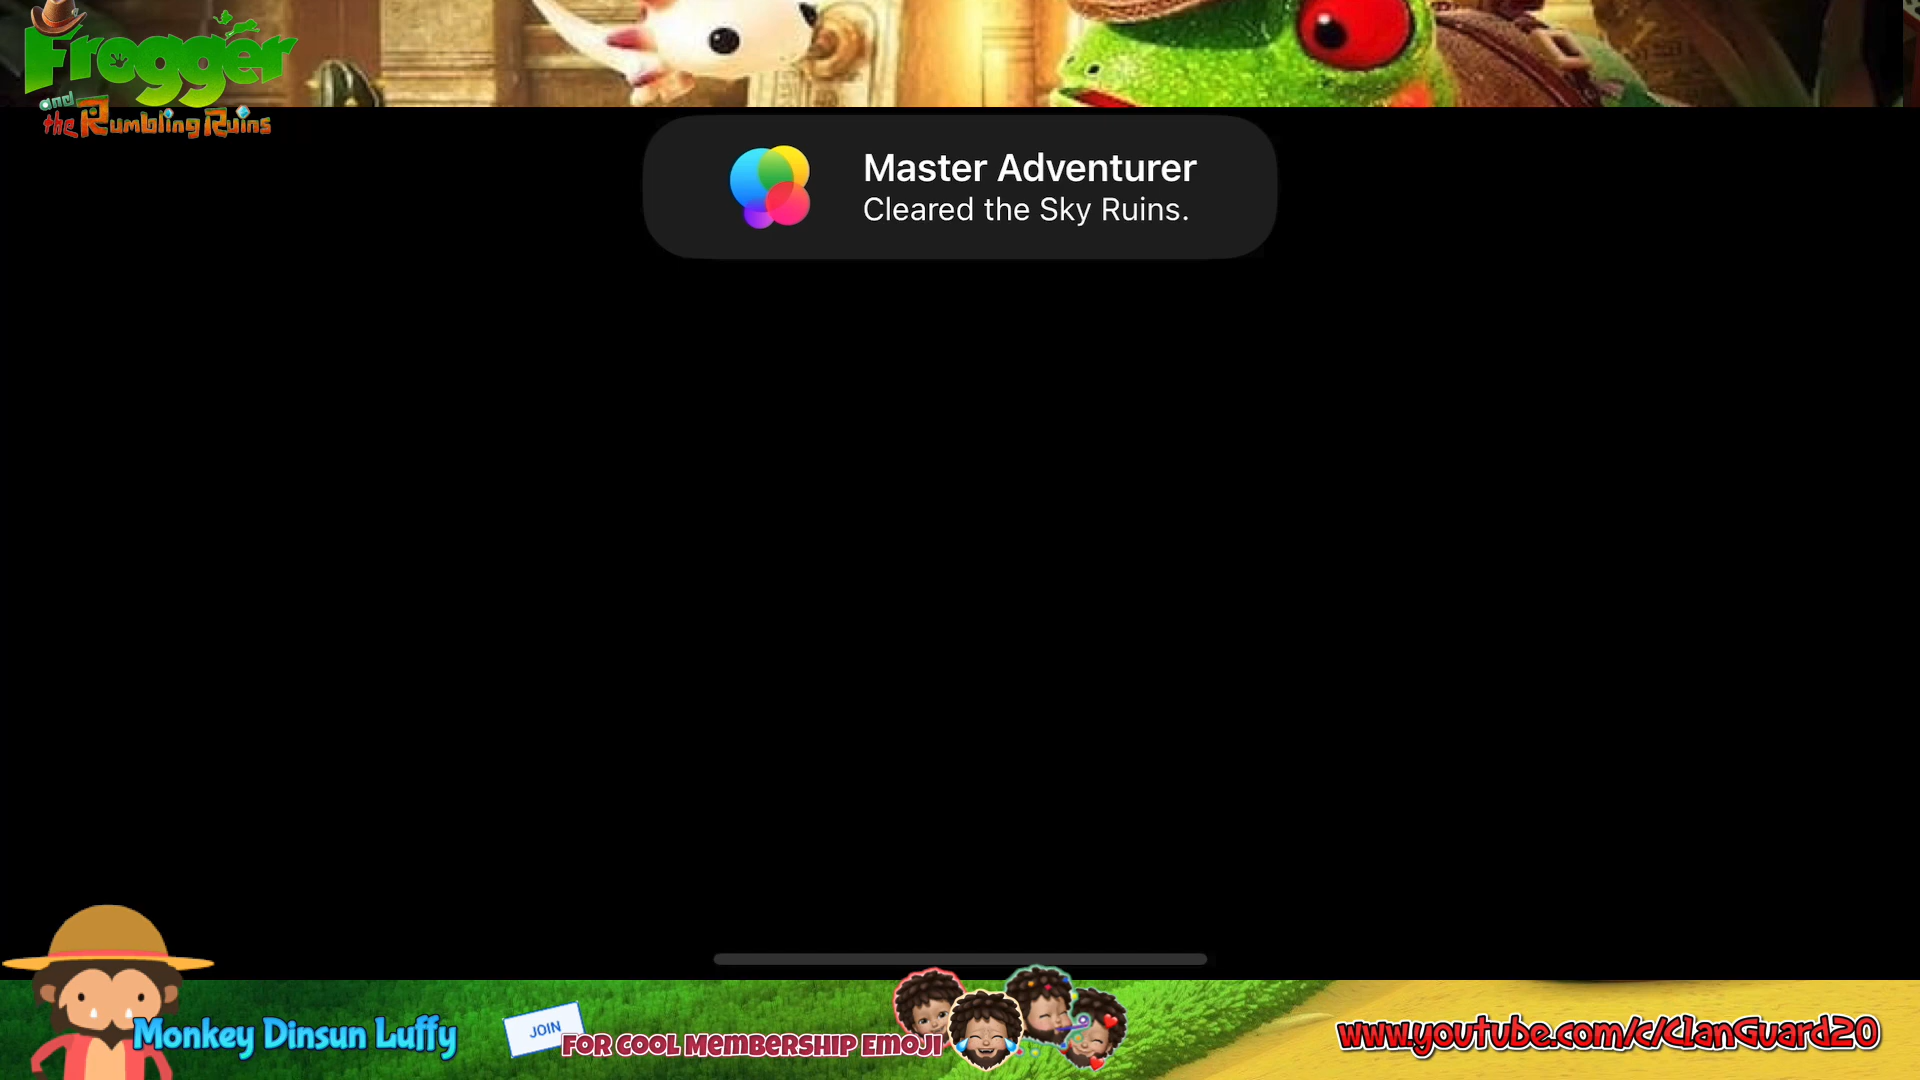 Frogger
and
the Rumbling Ruins
Master Adventurer
Cleared the Sky Ruins.
Monkey Dinsun Luffy
JOIN
FOR COOL MEMBERSHIP EMOJI
www.youtube.com/c/ClanGuard20